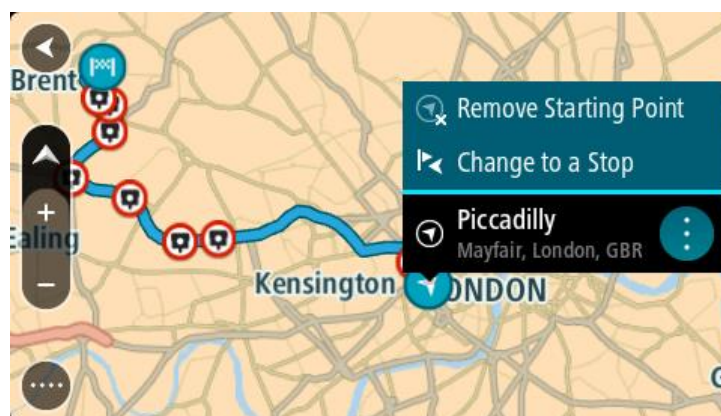 Brent
Remove Starting Point
Change to a Stop
Piccadilly
Mayfair, London, GBR
Ealing
Kensington
LONDON